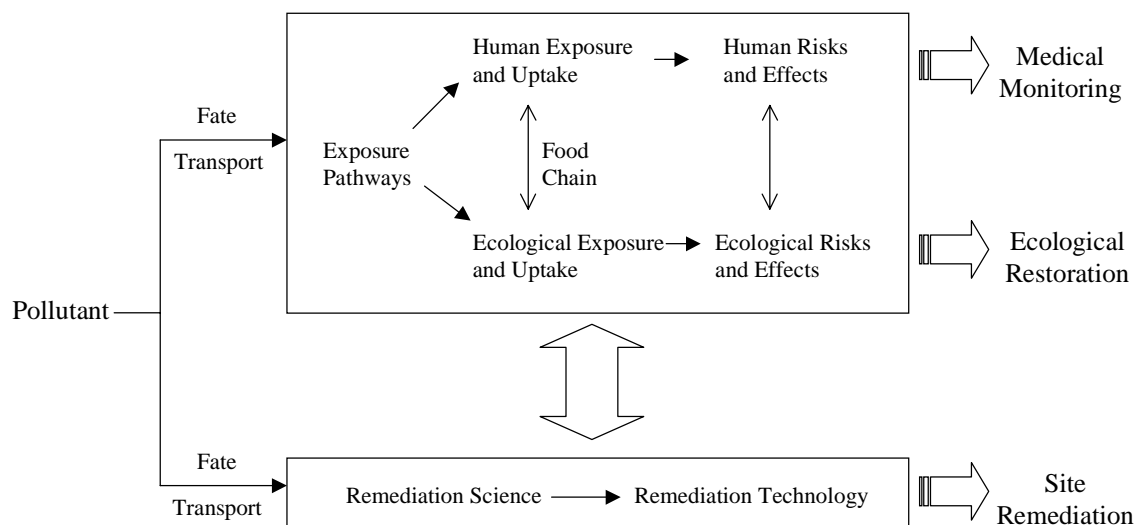 Human Exposure
and Uptake
Human Risks
and Effects
Medical
Monitoring
Fate
Transport
Exposure
Pathways
Food
Chain
Ecological Exposure
and Uptake
Ecological Risks
and Effects
Ecological
Restoration
Pollutant
Fate
Transport
Remediation Science
Remediation Technology
Site
Remediation